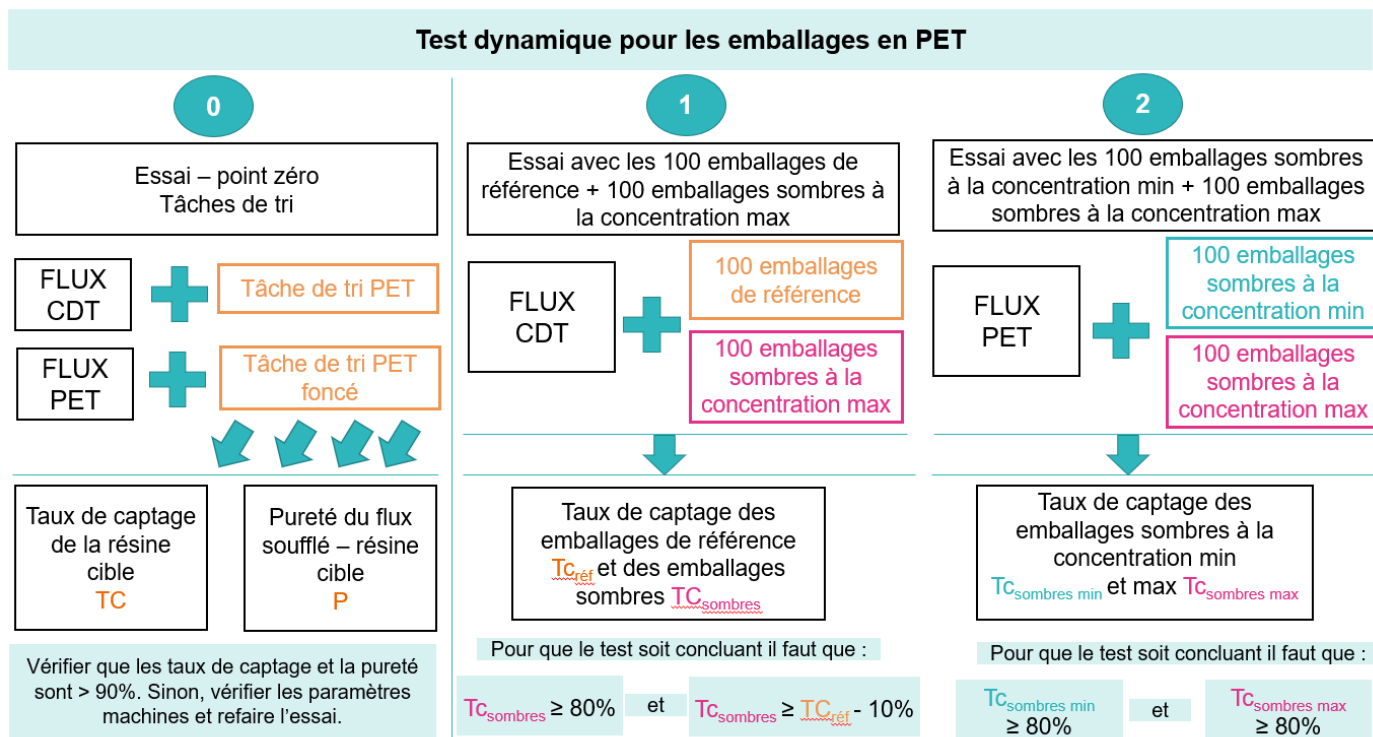 Test dynamique pour les emballages en PET
0
Essai – point zéro
Tâches de tri
FLUX
CDT
Tâche de tri PET
FLUX
PET
Tâche de tri PET
foncé
Taux de captage
de la résine
cible
TC
Pureté du flux
soufflé – résine
cible
P
Vérifier que les taux de captage et la pureté
sont > 90%. Sinon, vérifier les paramètres
machines et refaire l’essai.
1
Essai avec les 100 emballages de
référence + 100 emballages sombres à
la concentration max
FLUX
CDT
100 emballages
de référence
100 emballages
sombres à la
concentration max
Taux de captage des
emballages de référence
Tcréf et des emballages
sombres TCsombres
Pour que le test soit concluant il faut que :
Tcsombres ≥ 80%
et
Tcsombres ≥ TCréf - 10%
2
Essai avec les 100 emballages sombres
à la concentration min + 100 emballages
sombres à la concentration max
FLUX
PET
100 emballages
sombres à la
concentration min
100 emballages
sombres à la
concentration max
Taux de captage des
emballages sombres à la
concentration min
Tcsombres min et max Tcsombres max
Pour que le test soit concluant il faut que :
Tcsombres min
≥ 80%
et
Tcsombres max
≥ 80%